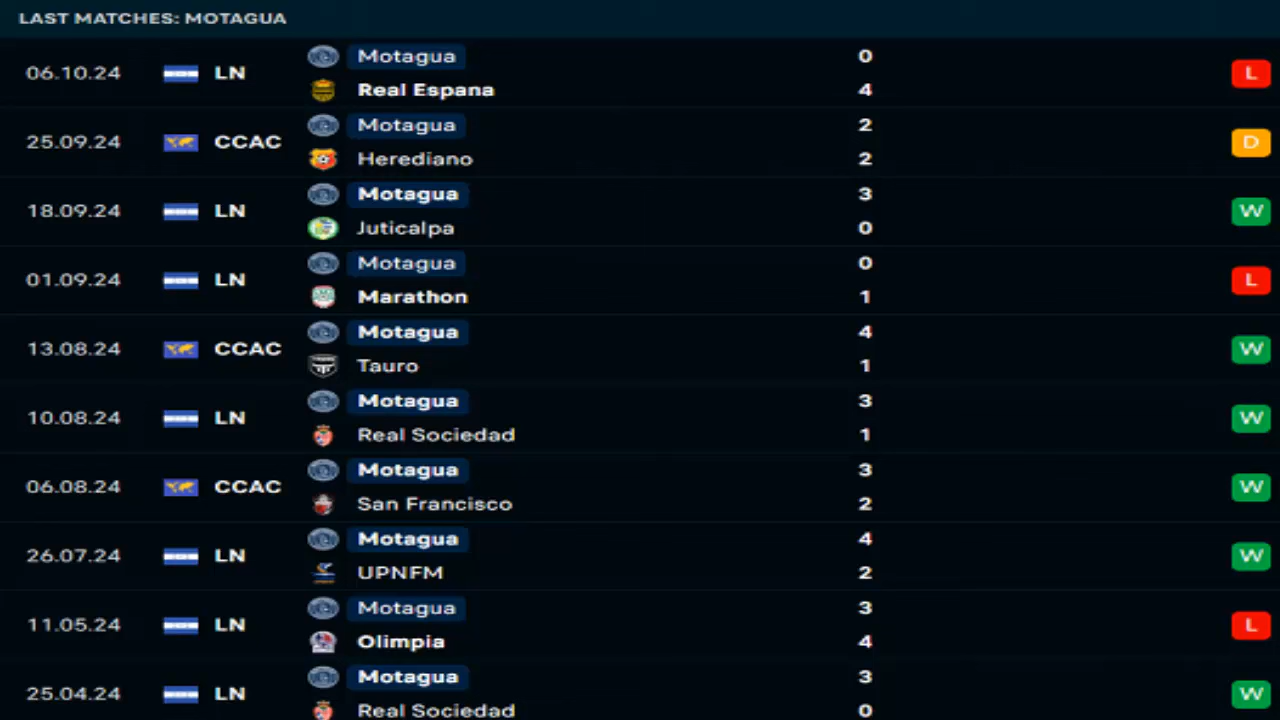 LAST MATCHES: MOTAGUA
06.10.24 LN Motagua 0 L
Real Espana 4
25.09.24 CCAC Motagua 2 D
Herediano 2
18.09.24 LN Motagua 3 W
Juticalpa 0
01.09.24 LN Motagua 0 L
Marathon 1
13.08.24 CCAC Motagua 4 W
Tauro 1
10.08.24 LN Motagua 3 W
Real Sociedad 1
06.08.24 CCAC Motagua 3 W
San Francisco 2
26.07.24 LN Motagua 4 W
UPNFM 2
11.05.24 LN Motagua 3 L
Olimpia 4
25.04.24 LN Motagua 3 W
Real Sociedad 0